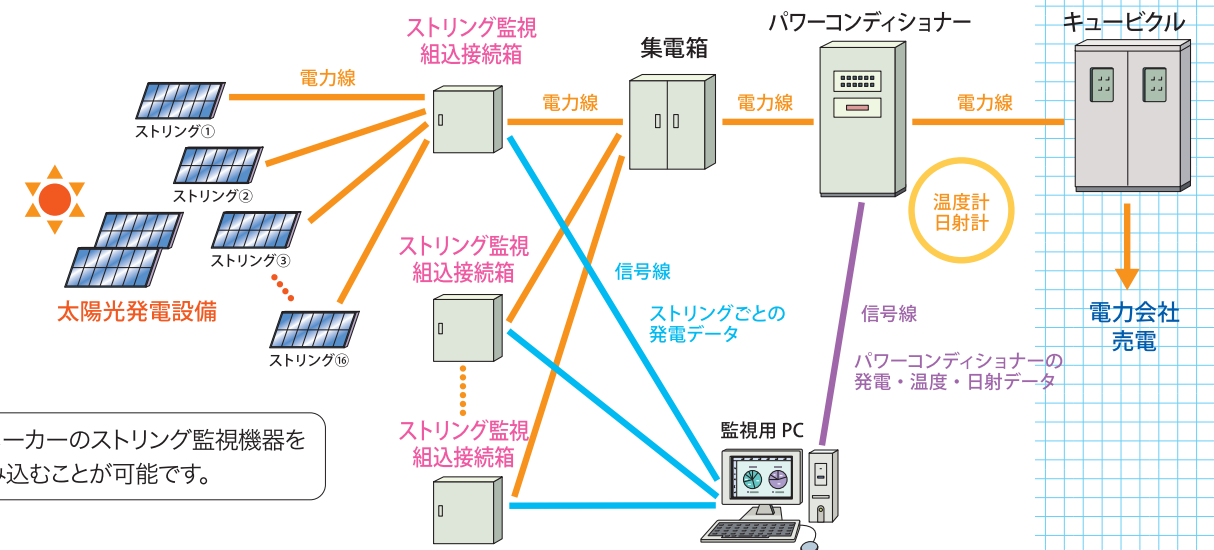 ストリング監視
組込接続箱
集電箱
パワーコンディショナー
キュービクル
電力線
電力線
電力線
電力線
ストリング①
ストリング②
ストリング③
ストリング⑯
太陽光発電設備
ストリング監視
組込接続箱
ストリング監視
組込接続箱
信号線
ストリングごとの
発電データ
温度計
日射計
信号線
パワーコンディショナーの
発電・温度・日射データ
電力会社
売電
監視用 PC
ーカーのストリング監視機器を
み込むことが可能です。